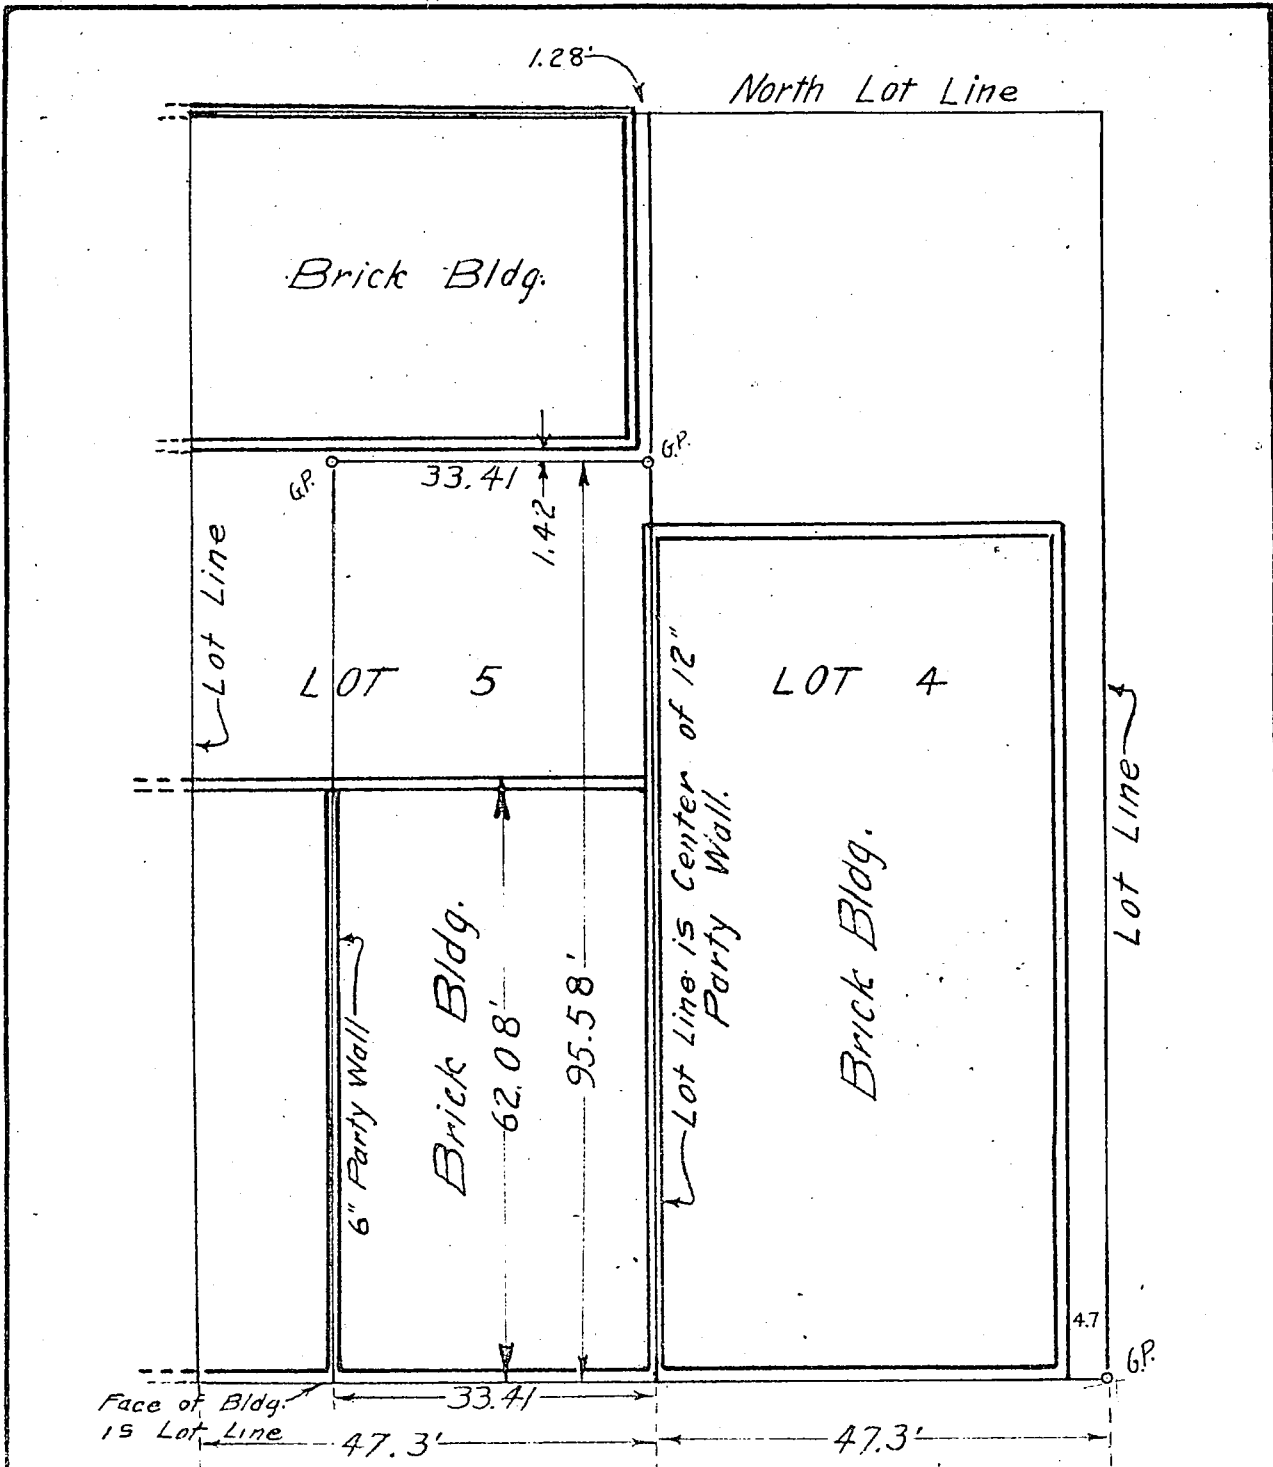 1.28'
North Lot Line
Brick Bldg.
G.P.
G.P.
33.41
1.42
Lot Line
LOT 5
LOT 4
Lot Line is Center of 12"
Party Wall.
Lot Line
Brick Bldg.
62.08'
95.58'
6" Party Wall
Brick Bldg.
4.7
G.P.
Face of Bldg.
is Lot Line
33.41
47.3'
47.3'